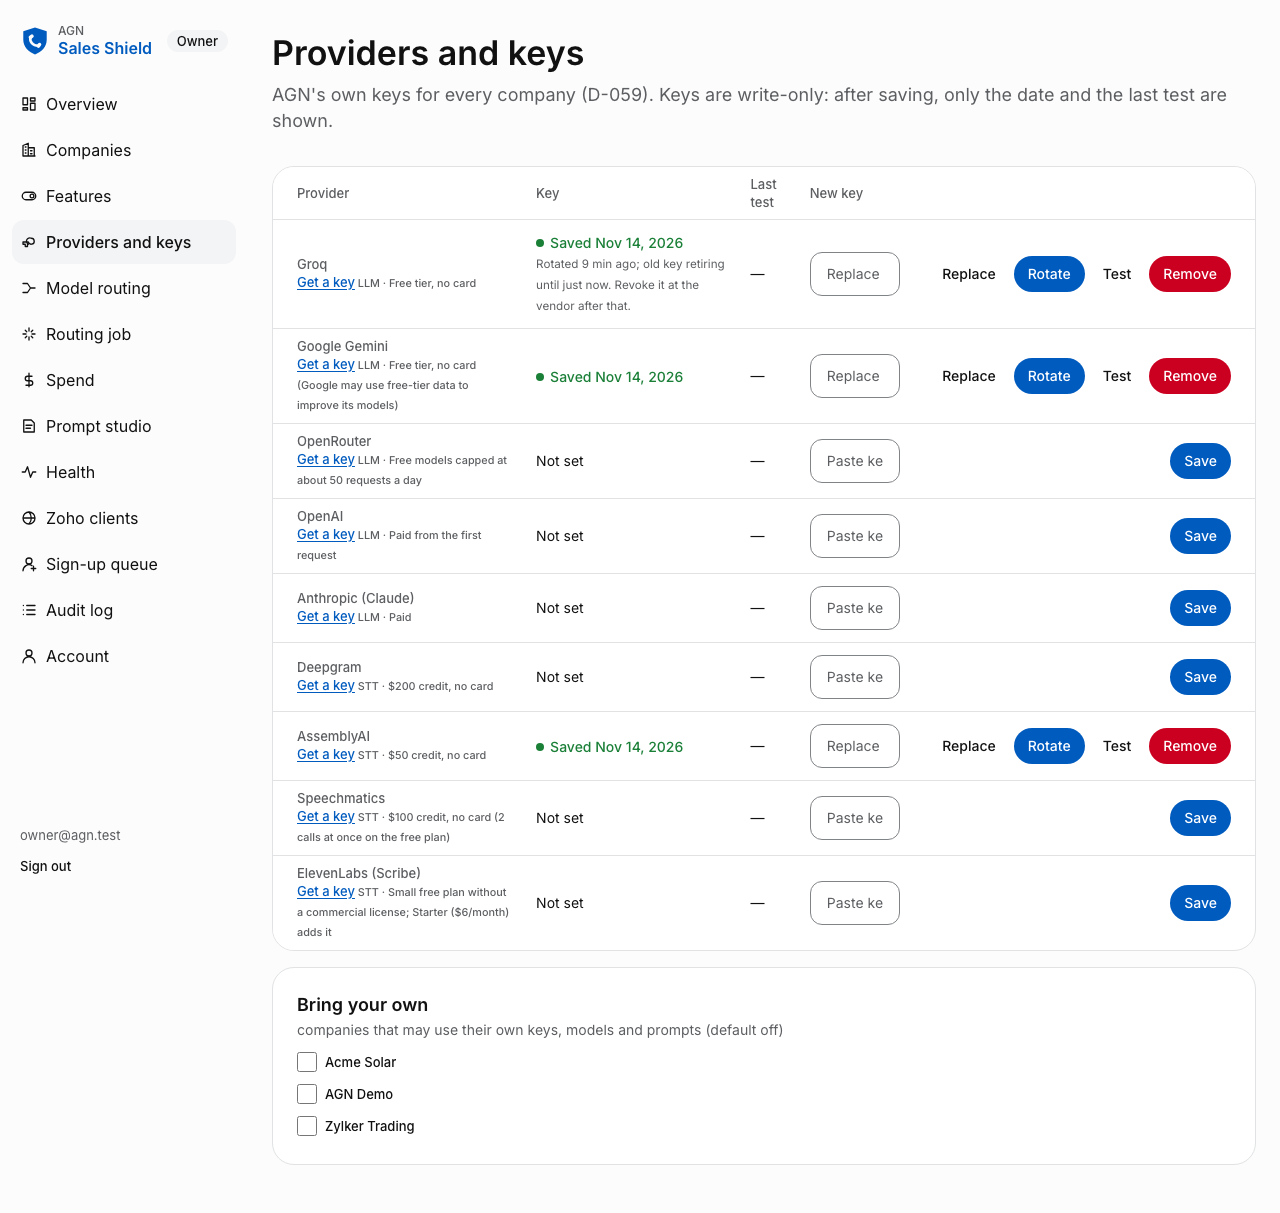 AGN
Sales Shield
Owner
Overview
Companies
Features
Providers and keys
Model routing
Routing job
Spend
Prompt studio
Health
Zoho clients
Sign-up queue
Audit log
Account
owner@agn.test
Sign out
Providers and keys
AGN's own keys for every company (D-059). Keys are write-only: after saving, only the date and the last test are
shown.
Provider Key Last test New key
Groq
Get a key LLM · Free tier, no card
Saved Nov 14, 2026
Rotated 9 min ago; old key retiring
until just now. Revoke it at the
vendor after that.
— Replace Replace Rotate Test Remove
Google Gemini
Get a key LLM · Free tier, no card
(Google may use free-tier data to
improve its models)
Saved Nov 14, 2026 — Replace Replace Rotate Test Remove
OpenRouter
Get a key LLM · Free models capped at
about 50 requests a day
Not set — Paste ke Save
OpenAI
Get a key LLM · Paid from the first
request
Not set — Paste ke Save
Anthropic (Claude)
Get a key LLM · Paid
Not set — Paste ke Save
Deepgram
Get a key STT · $200 credit, no card
Not set — Paste ke Save
AssemblyAI
Get a key STT · $50 credit, no card
Saved Nov 14, 2026 — Replace Replace Rotate Test Remove
Speechmatics
Get a key STT · $100 credit, no card (2
calls at once on the free plan)
Not set — Paste ke Save
ElevenLabs (Scribe)
Get a key STT · Small free plan without
a commercial license; Starter ($6/month)
adds it
Not set — Paste ke Save
Bring your own
companies that may use their own keys, models and prompts (default off)
Acme Solar
AGN Demo
Zylker Trading